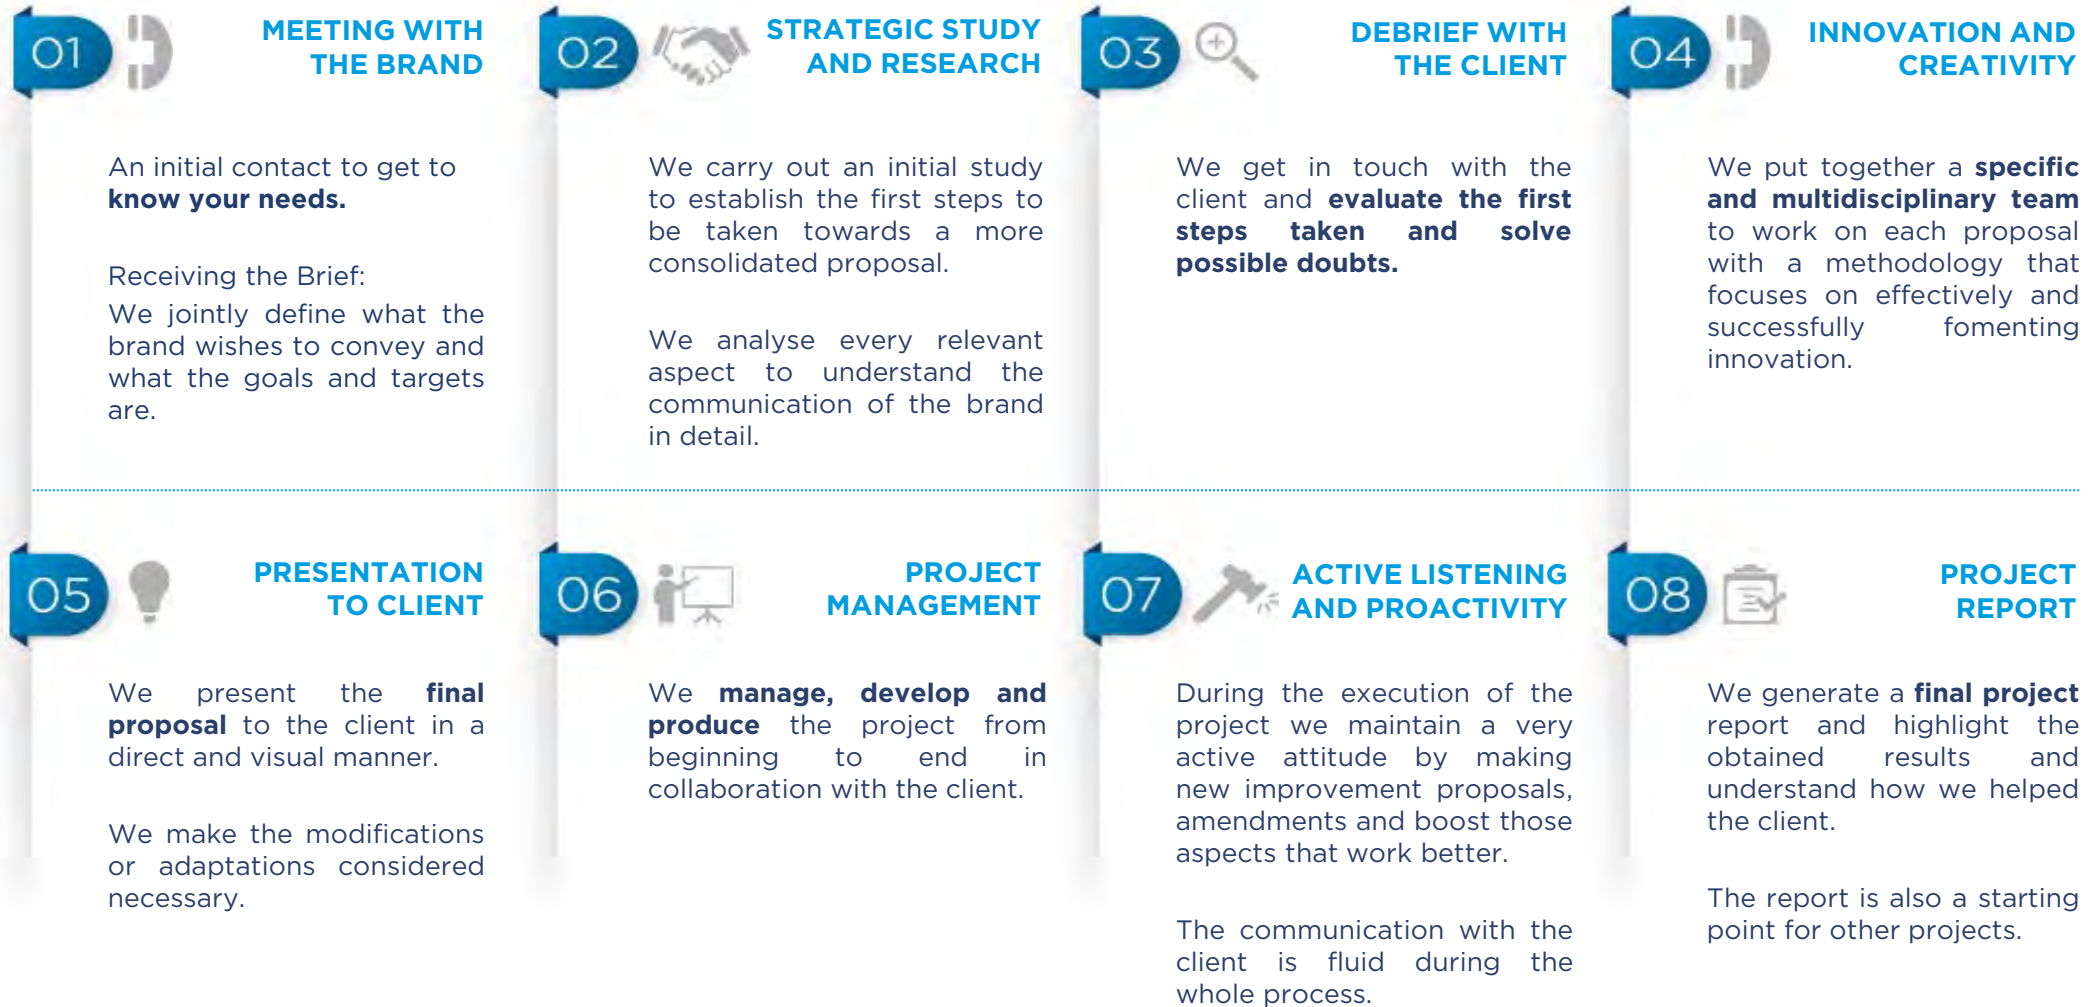 01
MEETING WITH
THE BRAND
An initial contact to get to
know your needs.
Receiving the Brief:
We jointly define what the
brand wishes to convey and
what the goals and targets
are.
02
STRATEGIC STUDY
AND RESEARCH
We carry out an initial study
to establish the first steps to
be taken towards a more
consolidated proposal.
We analyse every relevant
aspect to understand the
communication of the brand
in detail.
03
DEBRIEF WITH
THE CLIENT
We get in touch with the
client and evaluate the first
steps taken and solve
possible doubts.
04
INNOVATION AND
CREATIVITY
We put together a specific
and multidisciplinary team
to work on each proposal
with a methodology that
focuses on effectively and
successfully fomenting
innovation.
05
PRESENTATION
TO CLIENT
We present the final
proposal to the client in a
direct and visual manner.
We make the modifications
or adaptations considered
necessary.
06
PROJECT
MANAGEMENT
We manage, develop and
produce the project from
beginning to end in
collaboration with the client.
07
ACTIVE LISTENING
AND PROACTIVITY
During the execution of the
project we maintain a very
active attitude by making
new improvement proposals,
amendments and boost those
aspects that work better.
The communication with the
client is fluid during the
whole process.
08
PROJECT
REPORT
We generate a final project
report and highlight the
obtained results and
understand how we helped
the client.
The report is also a starting
point for other projects.